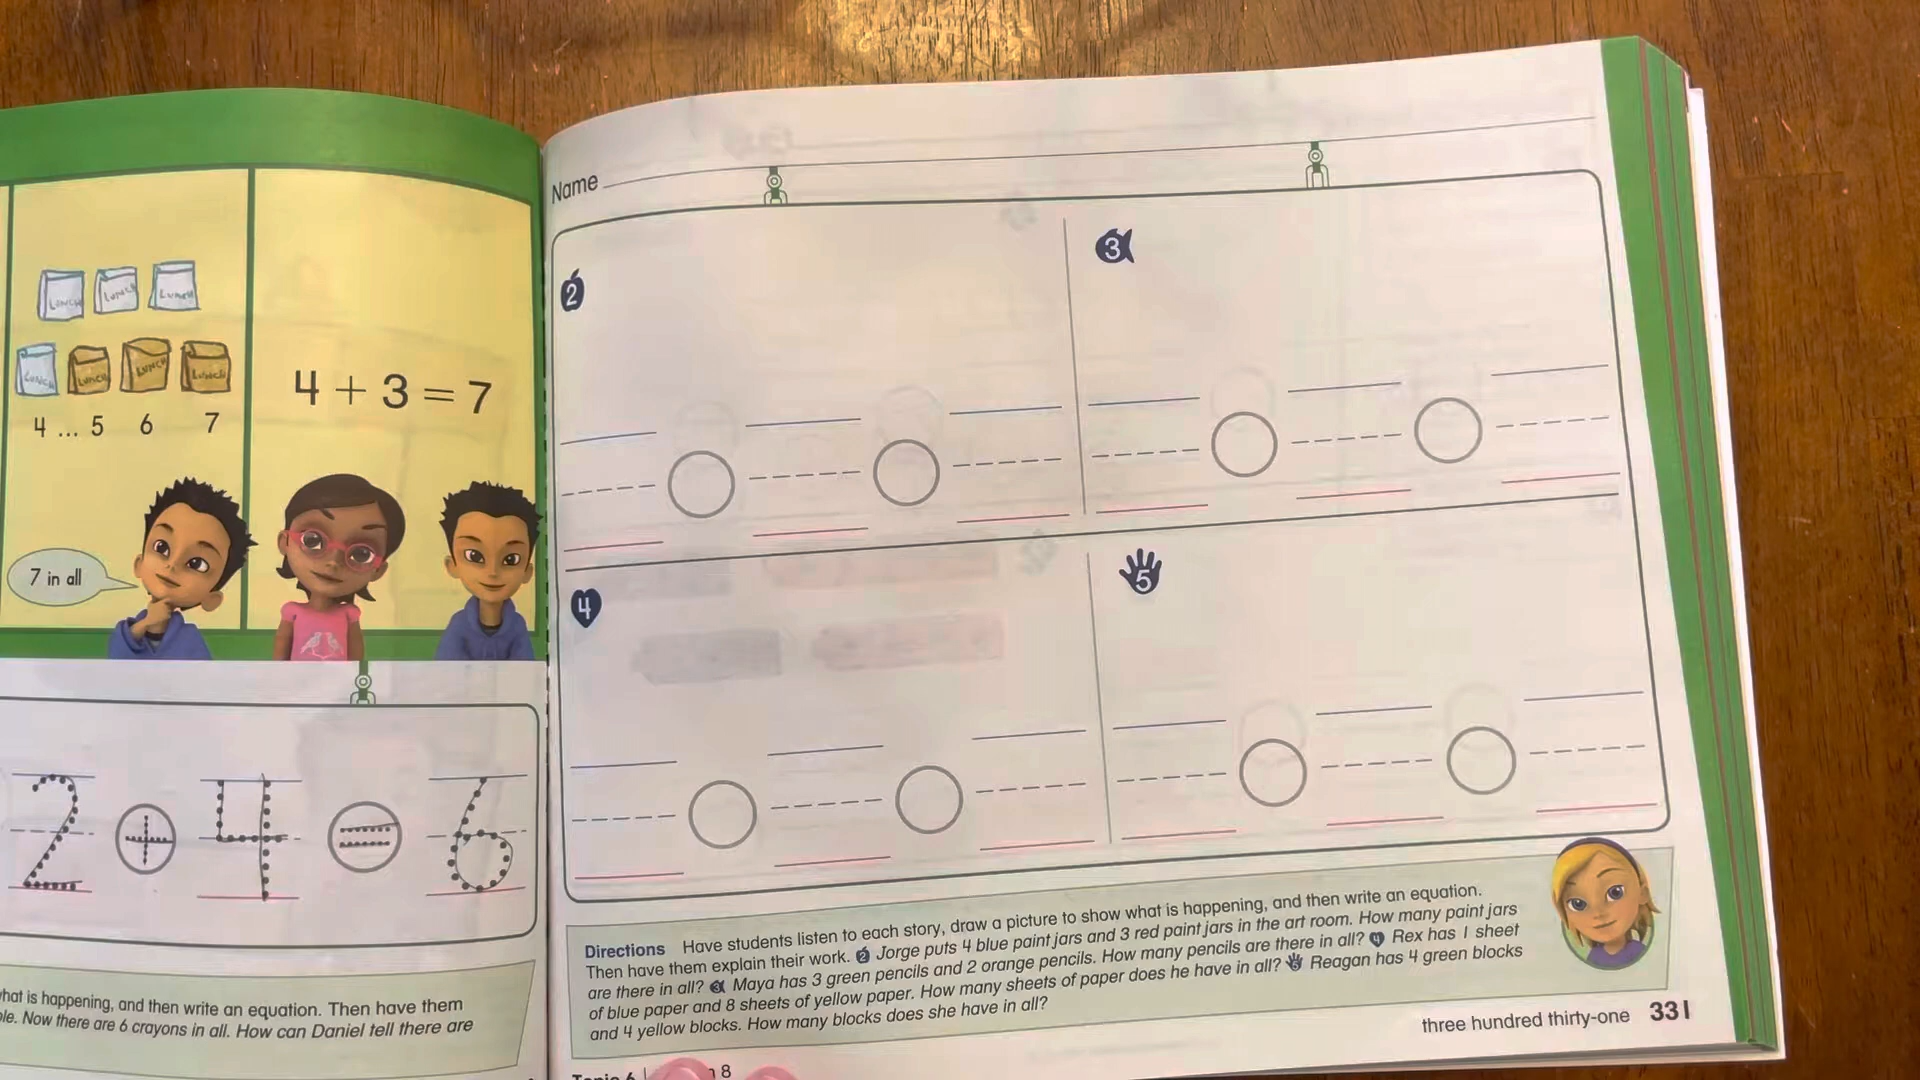 LUNCH LUNCH LUNCH
LUNCH LUNCH LUNCH LUNCH
4 ... 5 6 7
4 + 3 = 7
7 in all
2 + 4 = 6
what is happening, and then write an equation. Then have them
Now there are 6 crayons in all. How can Daniel tell there are
Name
2
3
4
5
Directions Have students listen to each story, draw a picture to show what is happening, and then write an equation.
Then have them explain their work. 2 Jorge puts 4 blue paint jars and 3 red paint jars in the art room. How many paint jars
are there in all? 3 Maya has 3 green pencils and 2 orange pencils. How many pencils are there in all? 4 Rex has 1 sheet
of blue paper and 8 sheets of yellow paper. How many sheets of paper does he have in all? 5 Reagan has 4 green blocks
and 4 yellow blocks. How many blocks does she have in all?
three hundred thirty-one 331
8